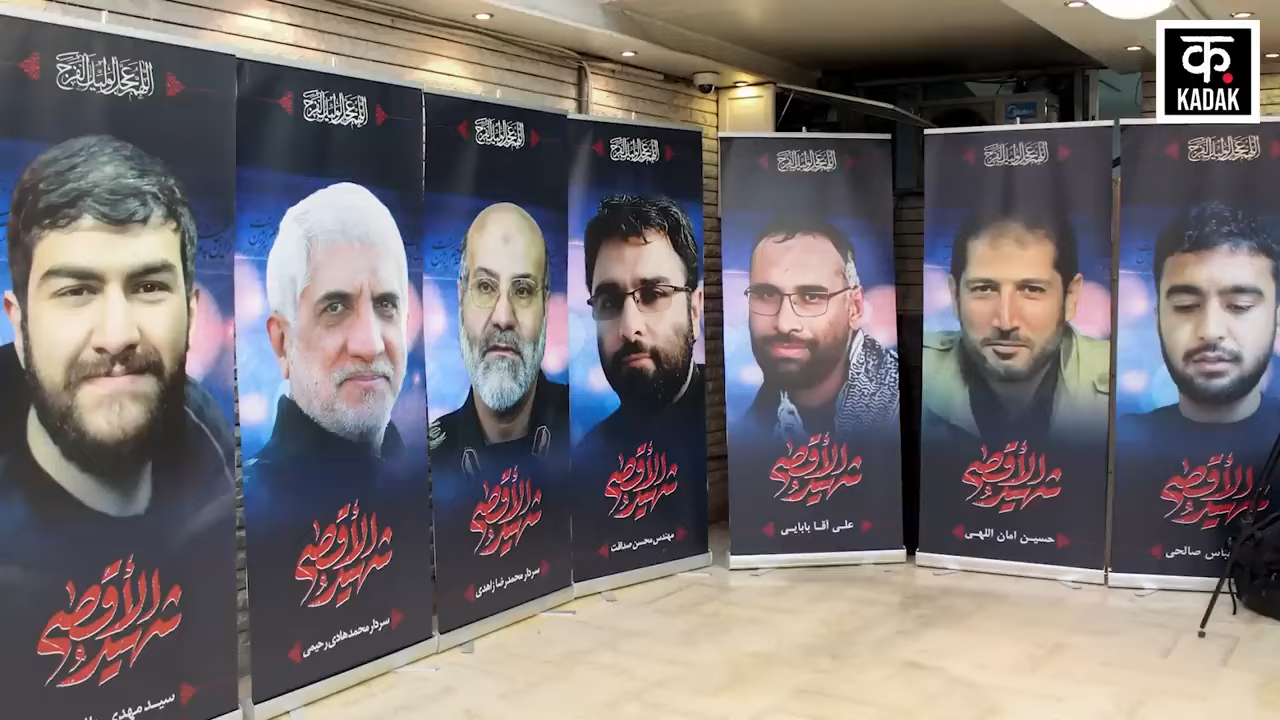 क.
KADAK
اللهم عجل لولیک الفرج
شهید الأقصی
سید مهدی
اللهم عجل لولیک الفرج
شهید الأقصی
سردار محمدهادی رحیمی
اللهم عجل لولیک الفرج
شهید الأقصی
سردار محمدرضا زاهدی
اللهم عجل لولیک الفرج
شهید الأقصی
مهندس محسن صداقت
اللهم عجل لولیک الفرج
شهید الأقصی
علی آقا بابایی
اللهم عجل لولیک الفرج
شهید الأقصی
حسین امان اللهی
اللهم عجل لولیک الفرج
شهید الأقصی
صالحی